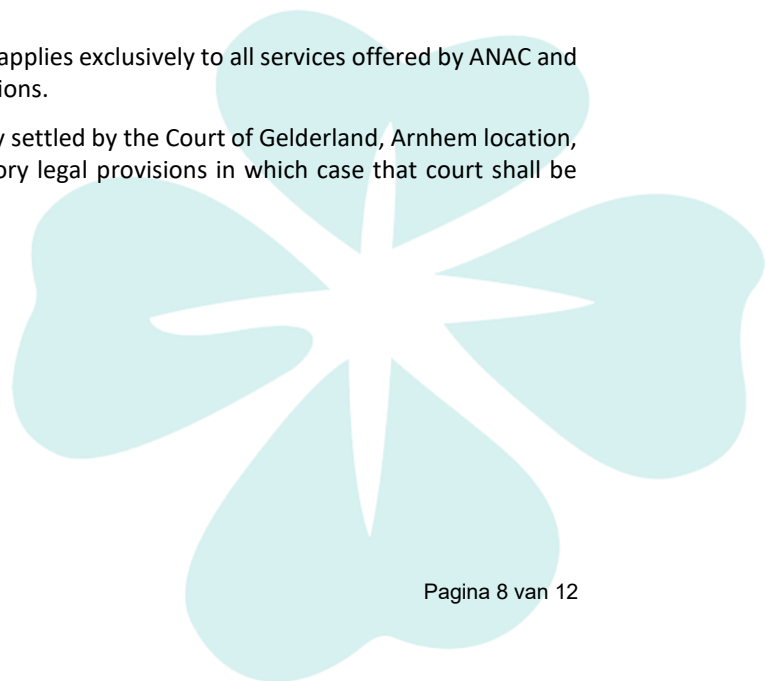 applies exclusively to all services offered by ANAC and
ions.
y settled by the Court of Gelderland, Arnhem location,
ory legal provisions in which case that court shall be
Pagina 8 van 12